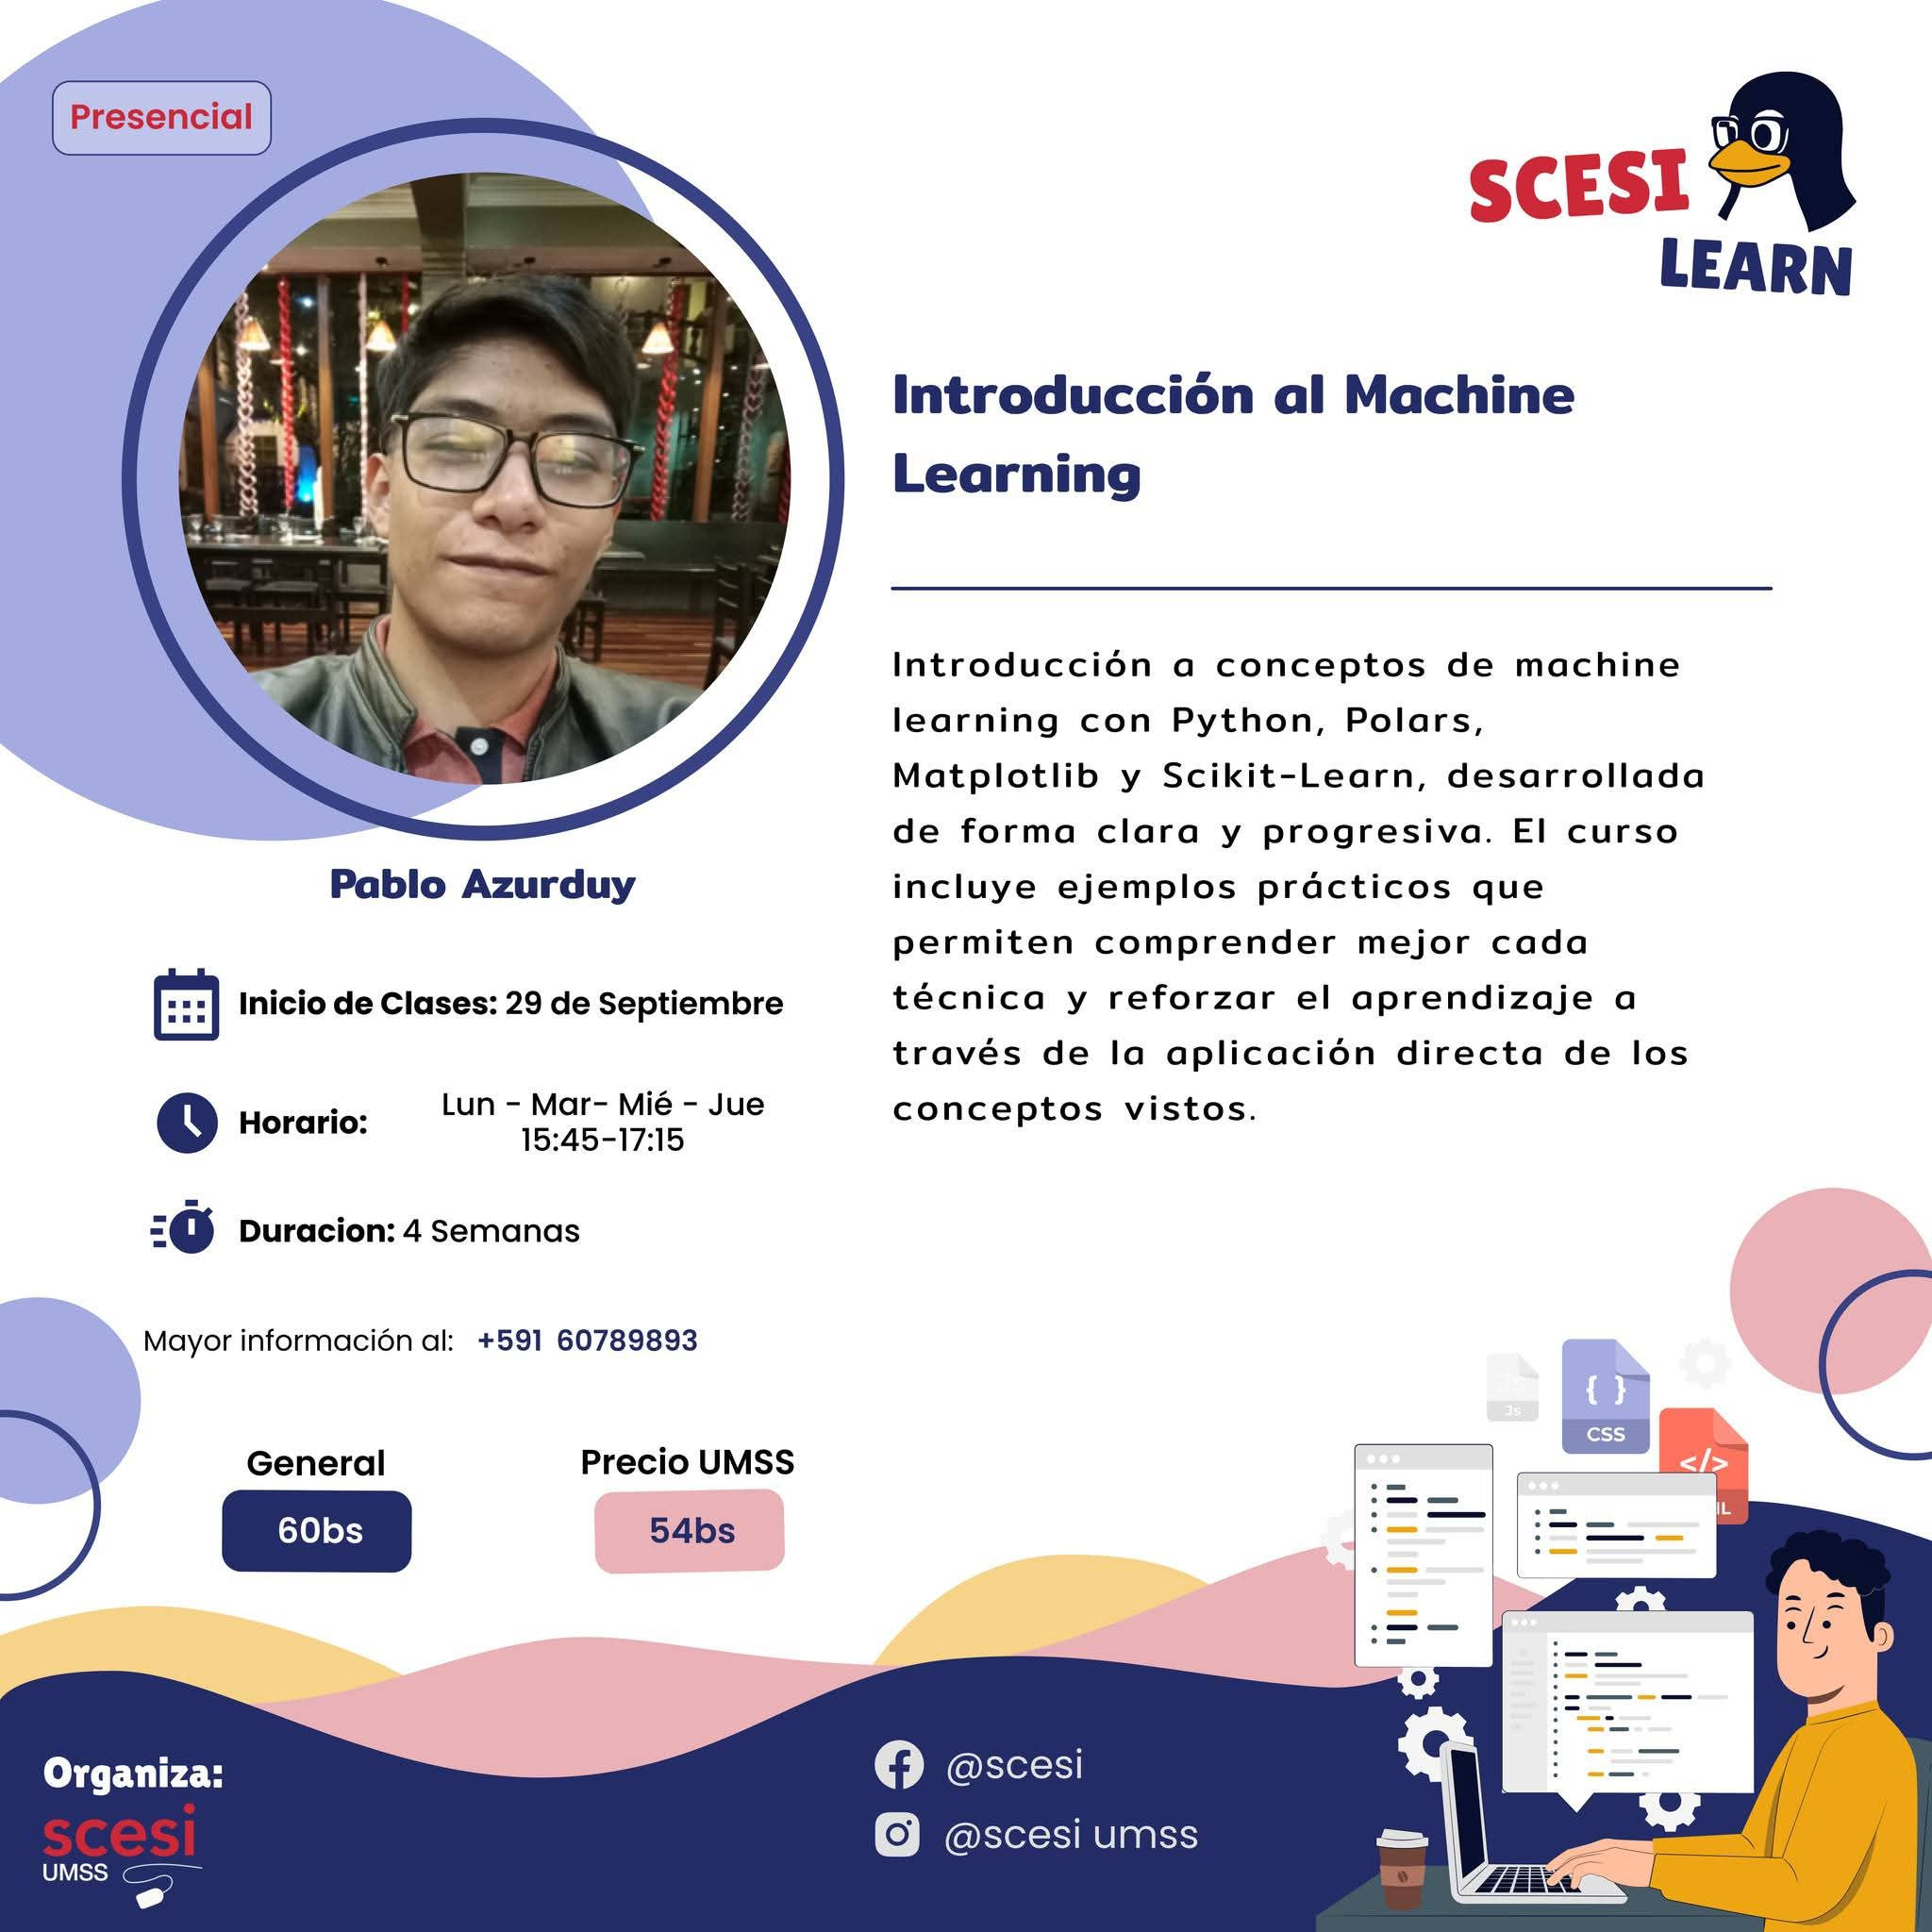 Presencial
SCESI
LEARN
Introducción al Machine
Learning
Introducción a conceptos de machine
learning con Python, Polars,
Matplotlib y Scikit-Learn, desarrollada
de forma clara y progresiva. El curso
incluye ejemplos prácticos que
permiten comprender mejor cada
técnica y reforzar el aprendizaje a
través de la aplicación directa de los
conceptos vistos.
Pablo Azurduy
Inicio de Clases: 29 de Septiembre
Horario:
Lun - Mar- Mié - Jue
15:45-17:15
Duracion: 4 Semanas
Mayor información al: +591 60789893
General
60bs
Precio UMSS
54bs
JS
Js
{ }
CSS
</>
Organiza:
scesi
UMSS
@scesi
@scesi umss